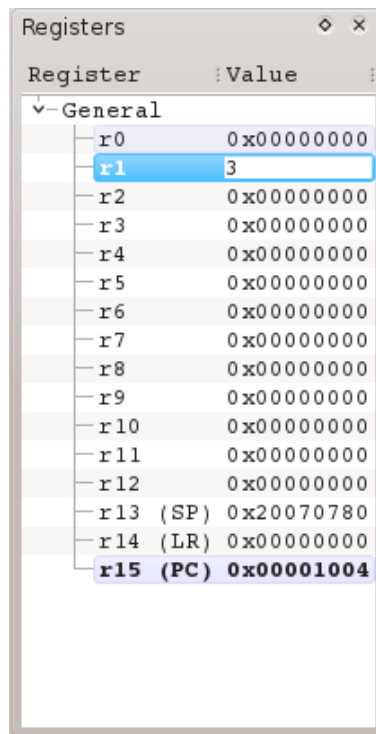 Registers
Register Value
General
r0 0x00000000
r1 3
r2 0x00000000
r3 0x00000000
r4 0x00000000
r5 0x00000000
r6 0x00000000
r7 0x00000000
r8 0x00000000
r9 0x00000000
r10 0x00000000
r11 0x00000000
r12 0x00000000
r13 (SP) 0x20070780
r14 (LR) 0x00000000
r15 (PC) 0x00001004